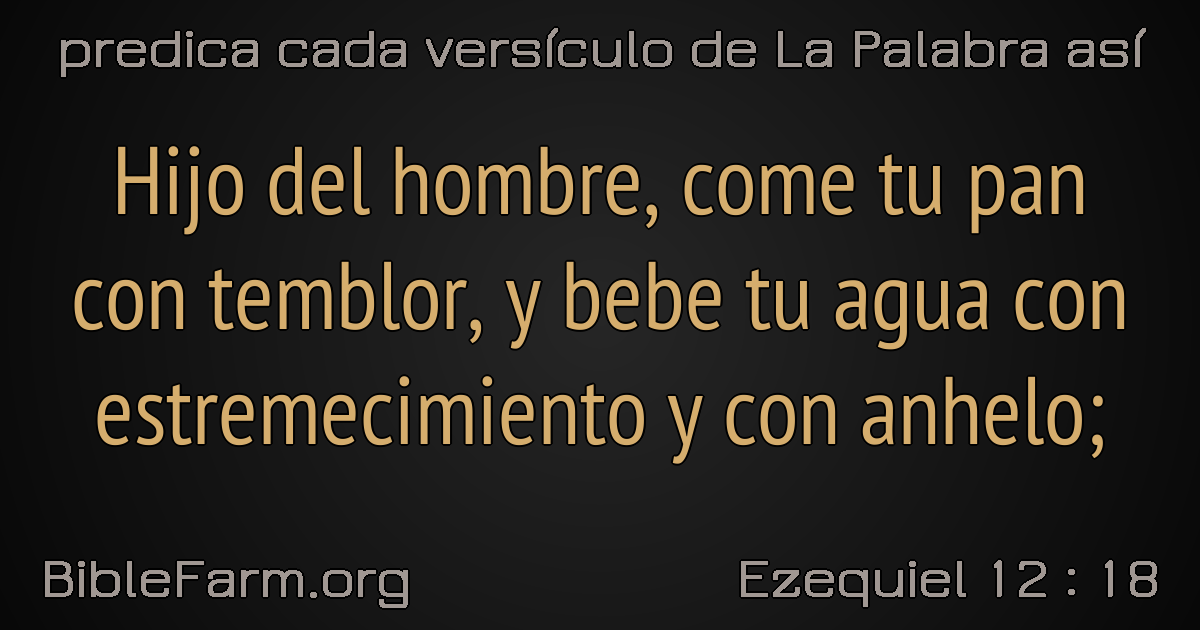 predica cada versículo de La Palabra así
Hijo del hombre, come tu pan
con temblor, y bebe tu agua con
estremecimiento y con anhelo;
BibleFarm.org
Ezequiel 12 : 18